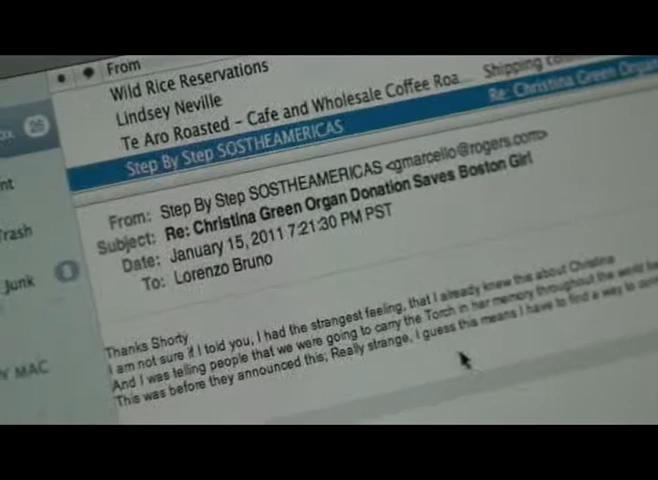 From
Wild Rice Reservations
Lindsey Neville
Te Aro Roasted – Cafe and Wholesale Coffee Roa... Shipping
Step By Step SOSTHEAMERICAS Re: Christina Green Organ
26
Trash
Junk
MAC
From: Step By Step SOSTHEAMERICAS <gmarcello@rogers.com>
Subject: Re: Christina Green Organ Donation Saves Boston Girl
Date: January 15, 2011 7:21:30 PM PST
To: Lorenzo Bruno
Thanks Shorty
I am not sure if I told you, I had the strangest feeling, that I already knew this about Christina
And I was telling people that we were going to carry the Torch in her memory throughout the world
This was before they announced this; Really strange, I guess this means I have to find a way to